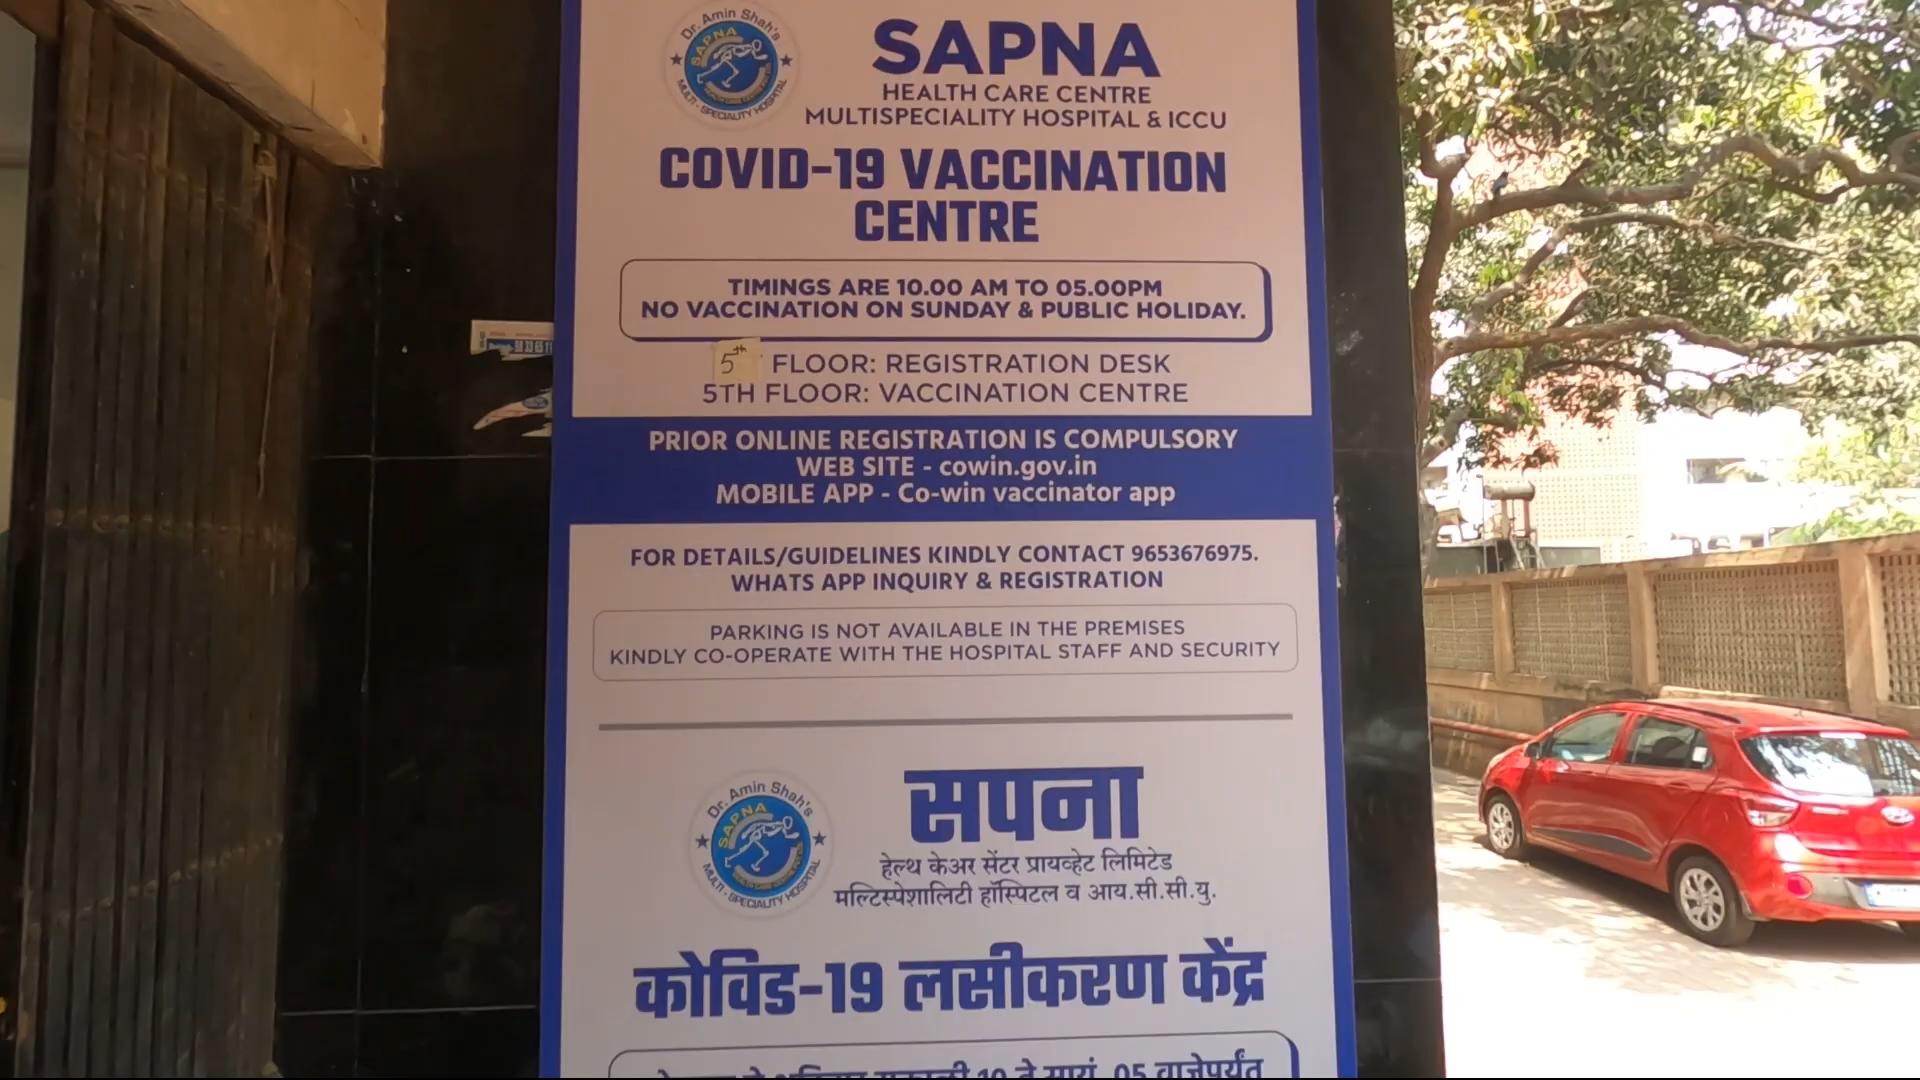 Dr. Amin Shah's
SAPNA
MULTI - SPECIALITY HOSPITAL
SAPNA
HEALTH CARE CENTRE
MULTISPECIALITY HOSPITAL & ICCU
COVID-19 VACCINATION
CENTRE
TIMINGS ARE 10.00 AM TO 05.00PM
NO VACCINATION ON SUNDAY & PUBLIC HOLIDAY.
5th FLOOR: REGISTRATION DESK
5TH FLOOR: VACCINATION CENTRE
PRIOR ONLINE REGISTRATION IS COMPULSORY
WEB SITE - cowin.gov.in
MOBILE APP - Co-win vaccinator app
FOR DETAILS/GUIDELINES KINDLY CONTACT 9653676975.
WHATS APP INQUIRY & REGISTRATION
PARKING IS NOT AVAILABLE IN THE PREMISES
KINDLY CO-OPERATE WITH THE HOSPITAL STAFF AND SECURITY
Dr. Amin Shah's
SAPNA
MULTI - SPECIALITY HOSPITAL
सपना
हेल्थ केअर सेंटर प्रायव्हेट लिमिटेड
मल्टिस्पेशालिटी हॉस्पिटल व आय.सी.सी.यु.
कोविड-19 लसीकरण केंद्र
10 ते सायं. 05 वाजेपर्यंत